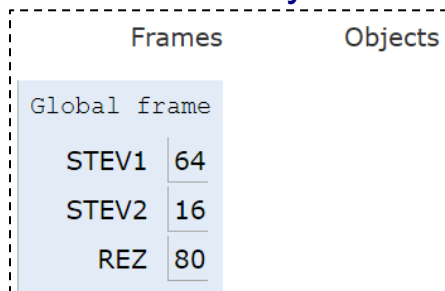 Frames Objects
Global frame
STEV1 64
STEV2 16
REZ 80